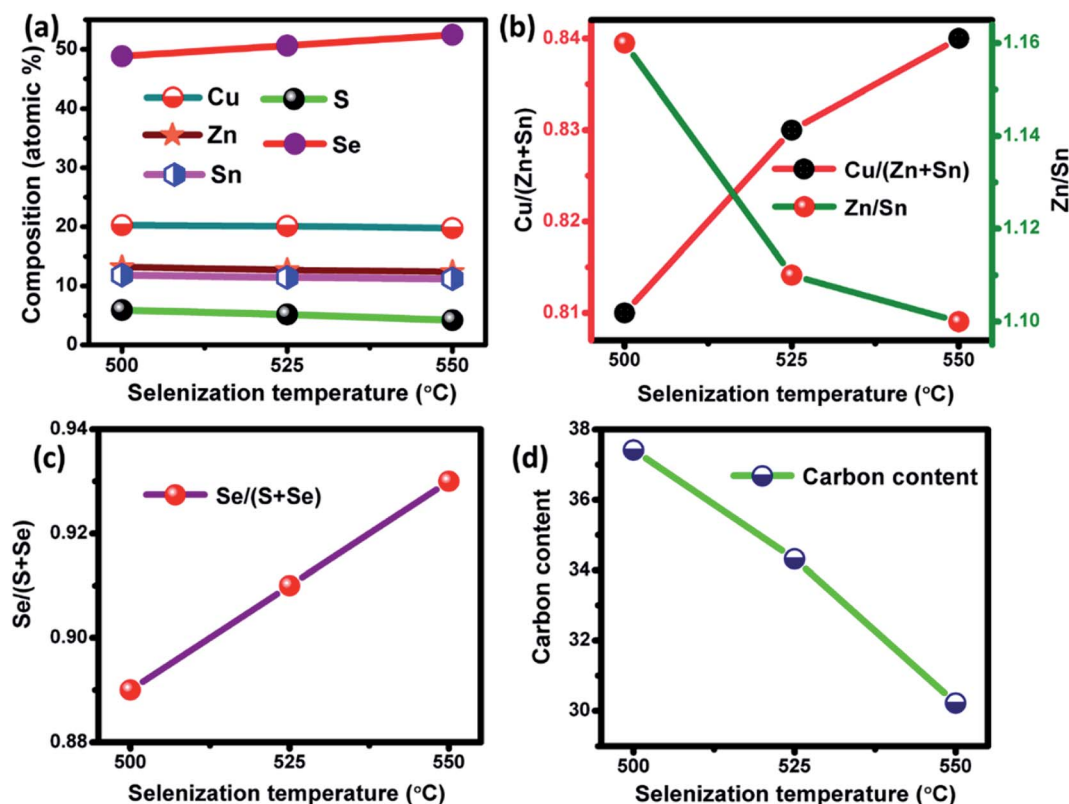 (a)
Composition (atomic %)
50
40
30
20
10
0
Cu
Zn
Sn
S
Se
500
525
550
Selenization temperature (°C)
(b)
Cu/(Zn+Sn)
0.84
0.83
0.82
0.81
Cu/(Zn+Sn)
Zn/Sn
1.16
1.14
1.12
1.10
Zn/Sn
500
525
550
Selenization temperature (°C)
(c)
Se/(S+Se)
0.94
0.92
0.90
0.88
Se/(S+Se)
500
525
550
Selenization temperature (°C)
(d)
Carbon content
38
36
34
32
30
Carbon content
500
525
550
Selenization temperature (°C)